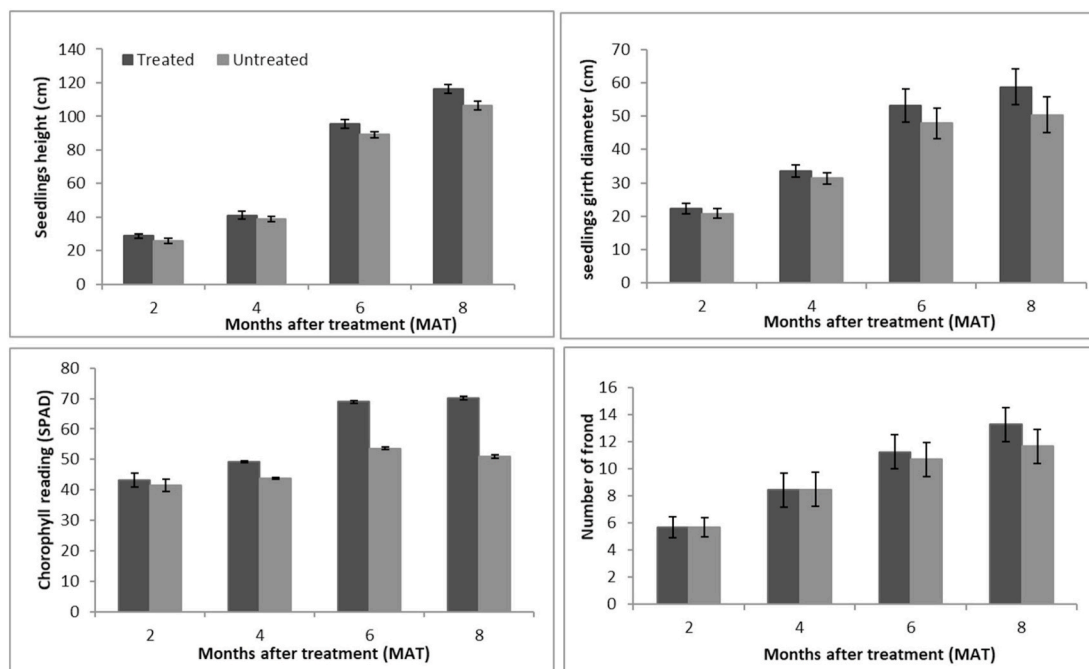 140
120
100
80
60
40
20
0
Seedlings height (cm)
Treated Untreated
2 4 6 8
Months after treatment (MAT)
70
60
50
40
30
20
10
0
seedlings girth diameter (cm)
2 4 6 8
Months after treatment (MAT)
80
70
60
50
40
30
20
10
0
Chorophyll reading (SPAD)
2 4 6 8
Months after treatment (MAT)
16
14
12
10
8
6
4
2
0
Number of frond
2 4 6 8
Months after treatment (MAT)